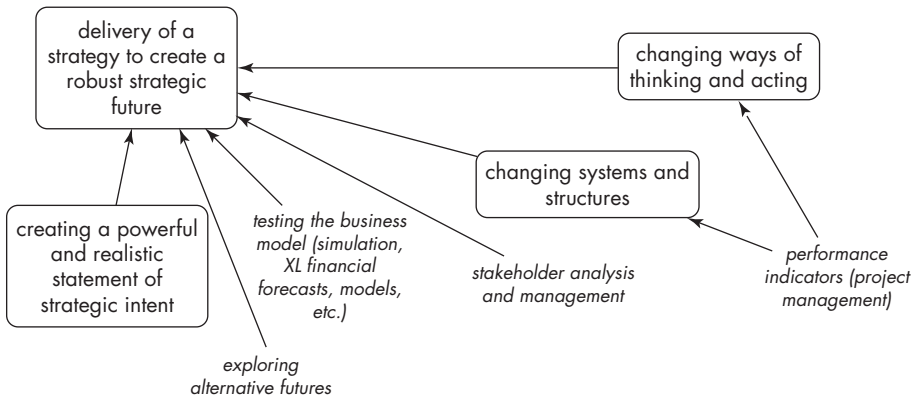 delivery of a
strategy to create a
robust strategic
future
changing ways of
thinking and acting
changing systems and
structures
creating a powerful
and realistic
statement of
strategic intent
testing the business
model (simulation,
XL financial
forecasts, models,
etc.)
stakeholder analysis
and management
performance
indicators (project
management)
exploring
alternative futures